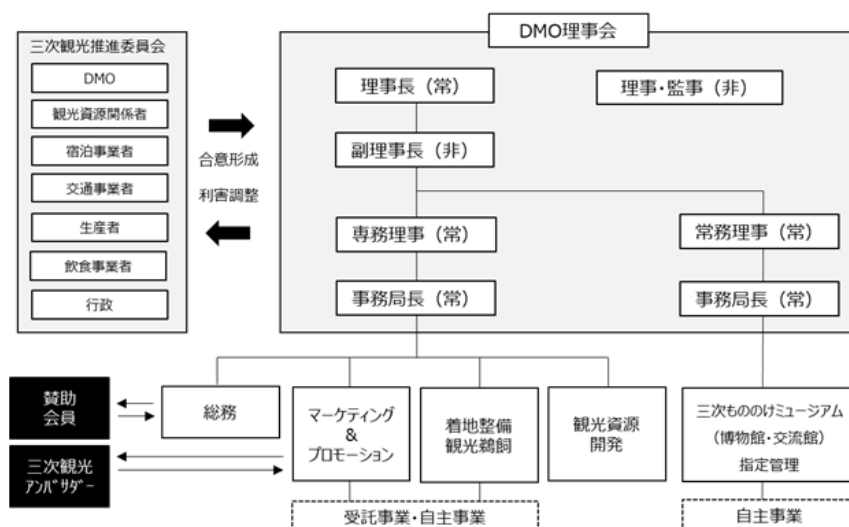 三次観光推進委員会
DMO
観光資源関係者
宿泊事業者
交通事業者
生産者
飲食事業者
行政
合意形成
利害調整
DMO理事会
理事長（常）
理事・監事（非）
副理事長（非）
専務理事（常）
常務理事（常）
事務局長（常）
事務局長（常）
賛助
会員
三次観光
ｱﾝﾊﾞｻﾀﾞｰ
総務
マーケティング
&
プロモーション
着地整備
観光鵜飼
観光資源
開発
三次もののけミュージアム
（博物館・交流館）
指定管理
受託事業・自主事業
自主事業